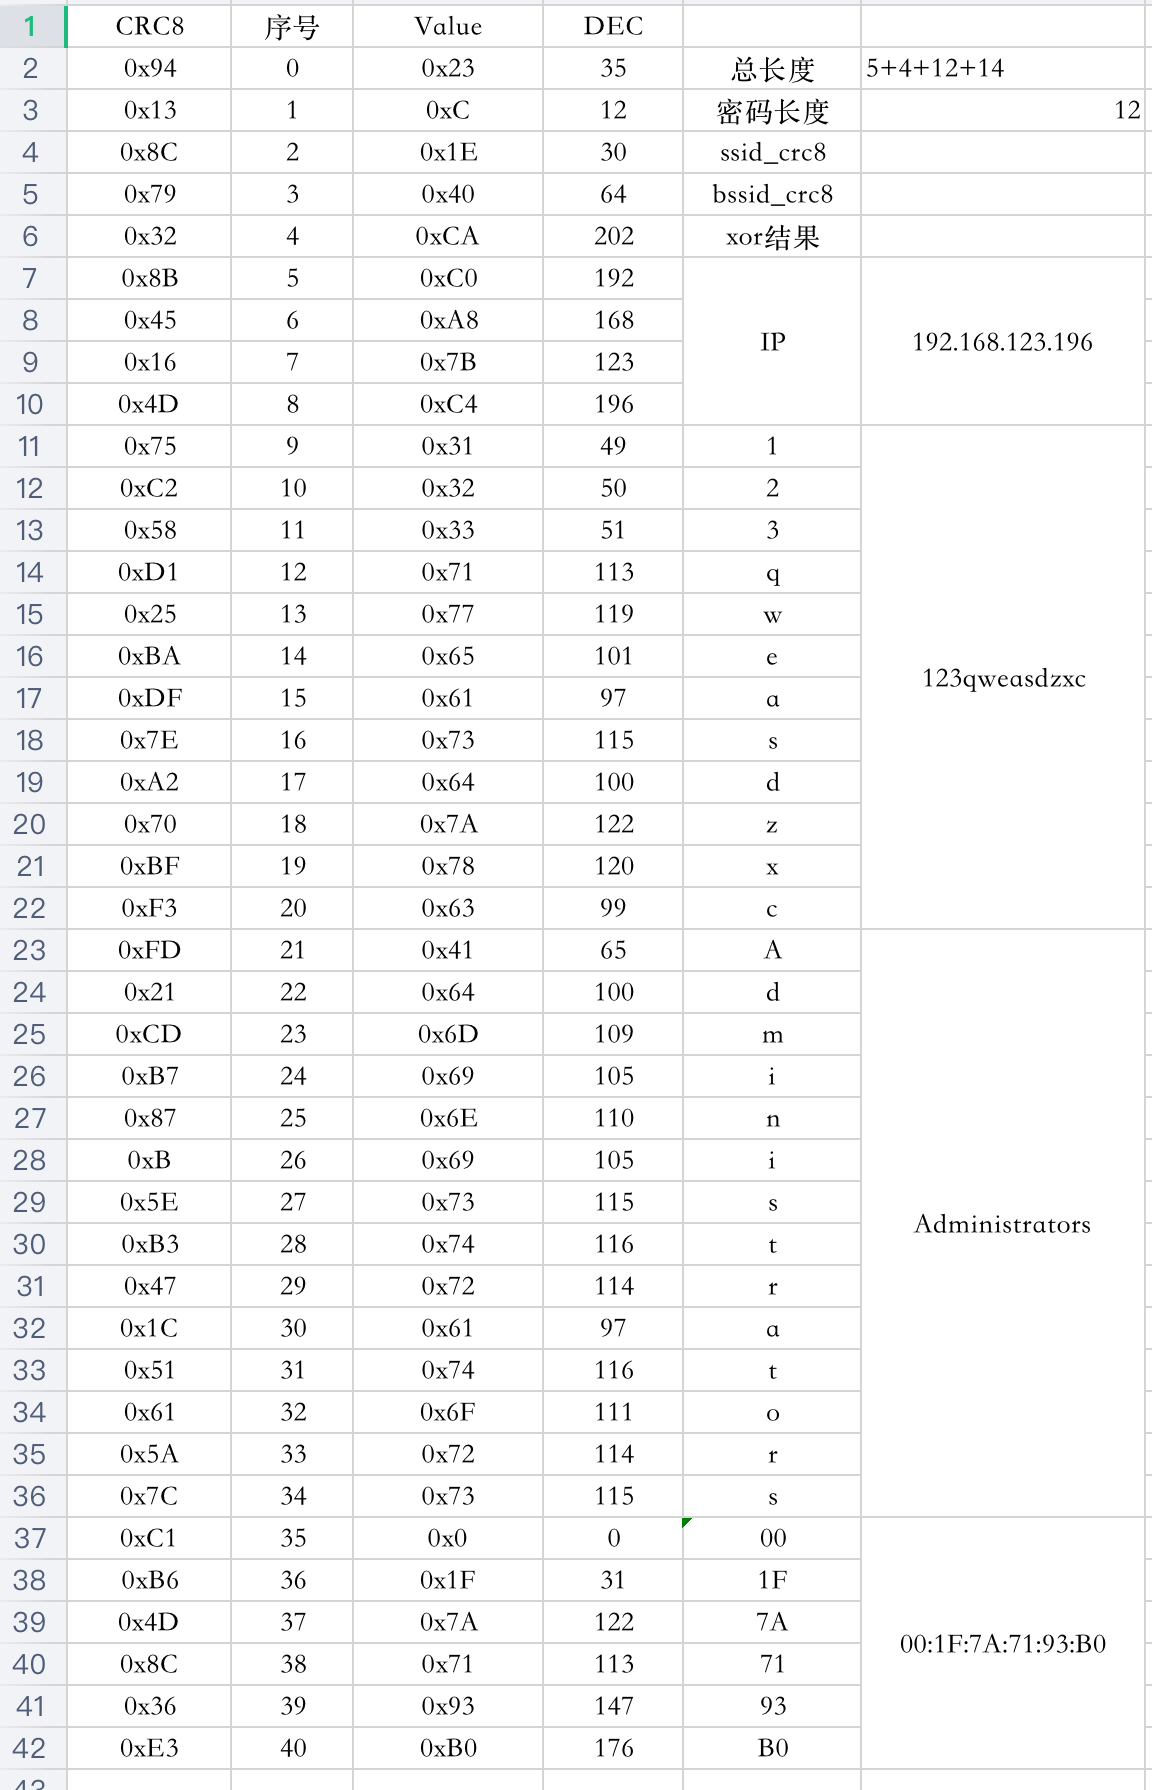 1 CRC8 序号 Value DEC
2 0x94 0 0x23 35 总长度 5+4+12+14
3 0x13 1 0xC 12 密码长度 12
4 0x8C 2 0x1E 30 ssid_crc8
5 0x79 3 0x40 64 bssid_crc8
6 0x32 4 0xCA 202 xor结果
7 0x8B 5 0xC0 192
8 0x45 6 0xA8 168
IP 192.168.123.196
9 0x16 7 0x7B 123
10 0x4D 8 0xC4 196
11 0x75 9 0x31 49 1
12 0xC2 10 0x32 50 2
13 0x58 11 0x33 51 3
14 0xD1 12 0x71 113 q
15 0x25 13 0x77 119 w
16 0xBA 14 0x65 101 e
123qweasdzxc
17 0xDF 15 0x61 97 a
18 0x7E 16 0x73 115 s
19 0xA2 17 0x64 100 d
20 0x70 18 0x7A 122 z
21 0xBF 19 0x78 120 x
22 0xF3 20 0x63 99 c
23 0xFD 21 0x41 65 A
24 0x21 22 0x64 100 d
25 0xCD 23 0x6D 109 m
26 0xB7 24 0x69 105 i
27 0x87 25 0x6E 110 n
28 0xB 26 0x69 105 i
29 0x5E 27 0x73 115 s
Administrators
30 0xB3 28 0x74 116 t
31 0x47 29 0x72 114 r
32 0x1C 30 0x61 97 a
33 0x51 31 0x74 116 t
34 0x61 32 0x6F 111 o
35 0x5A 33 0x72 114 r
36 0x7C 34 0x73 115 s
37 0xC1 35 0x0 0 00
38 0xB6 36 0x1F 31 1F
39 0x4D 37 0x7A 122 7A
00:1F:7A:71:93:B0
40 0x8C 38 0x71 113 71
41 0x36 39 0x93 147 93
42 0xE3 40 0xB0 176 B0
43